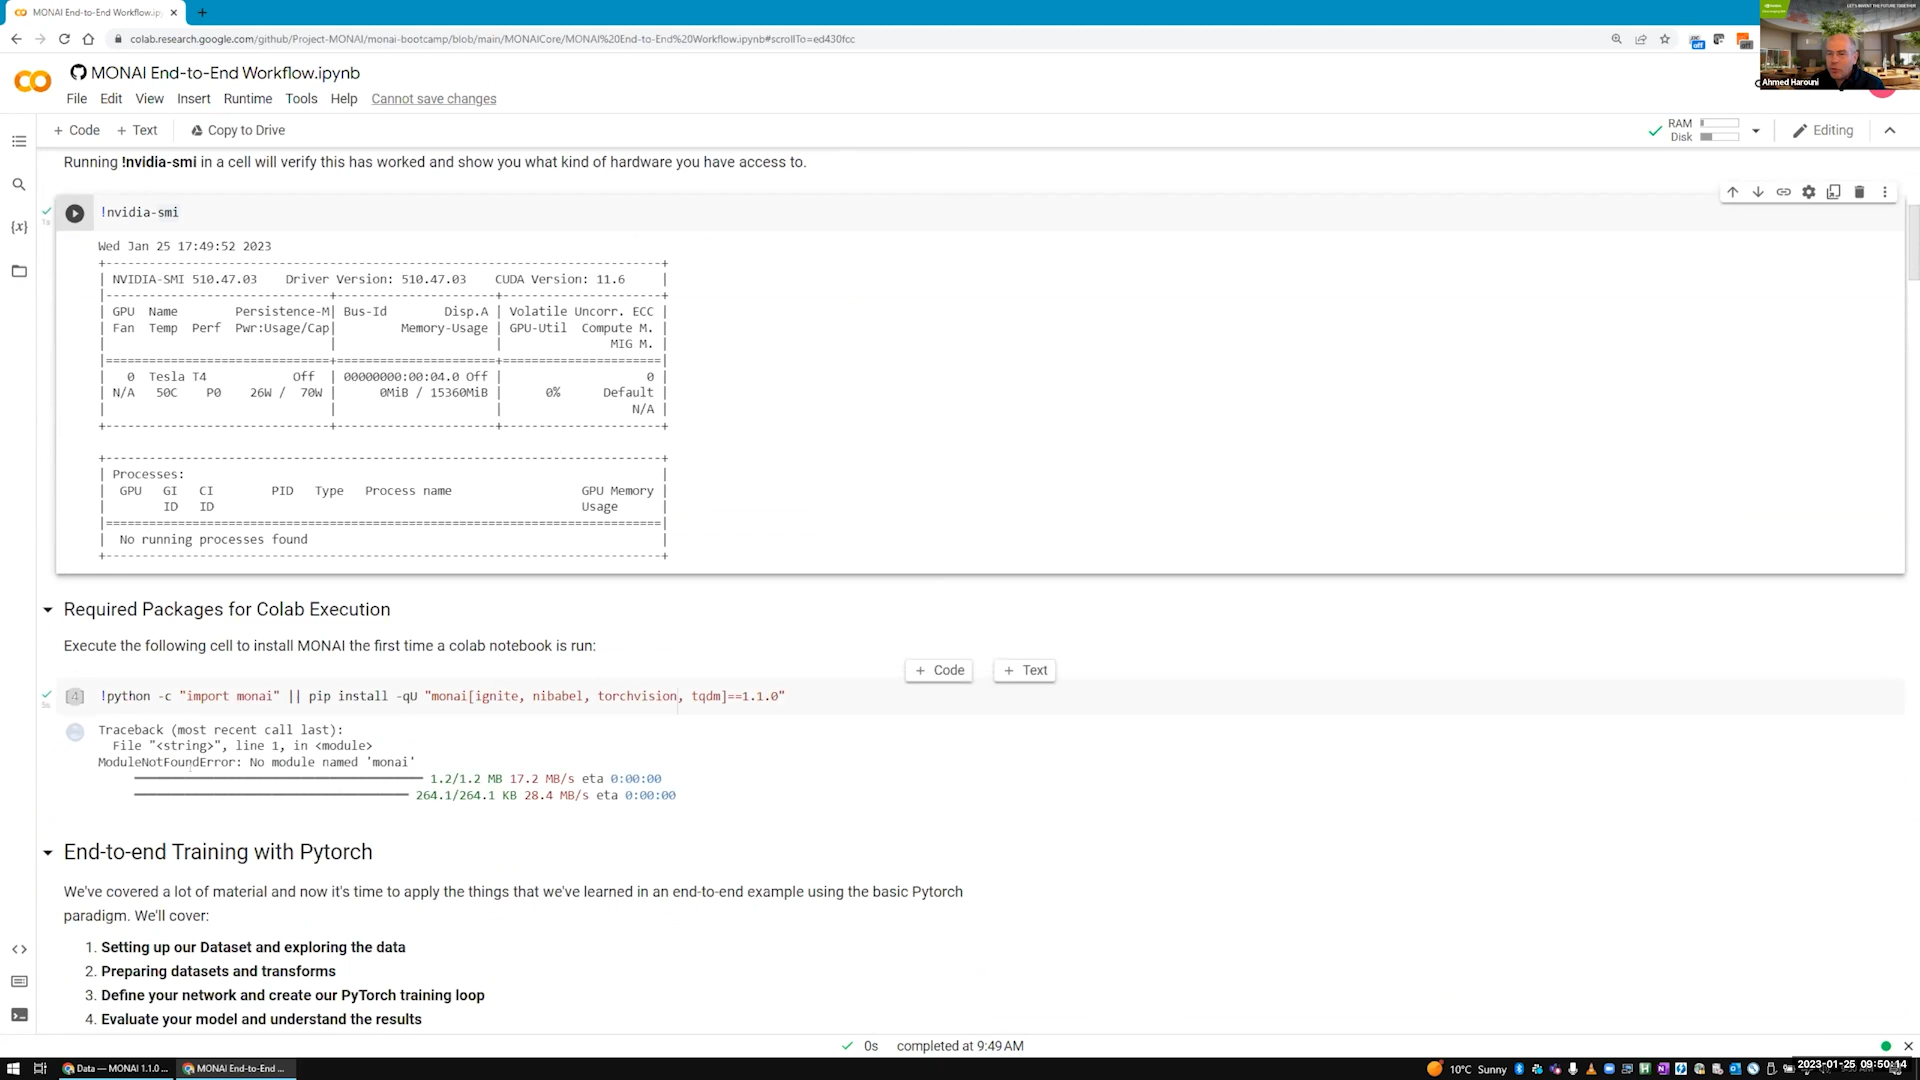 MONAI End-to-End Workflow.ipy
colab.research.google.com/github/Project-MONAI/monai-bootcamp/blob/main/MONAICore/MONAI%20End-to-End%20Workflow.ipynb#scrollTo=ed430fcc
LET'S INVENT THE FUTURE TOGETHER
Ahmed Harouni
MONAI End-to-End Workflow.ipynb
File Edit View Insert Runtime Tools Help Cannot save changes
+ Code + Text Copy to Drive
RAM
Disk
Editing
Running !nvidia-smi in a cell will verify this has worked and show you what kind of hardware you have access to.
1s
!nvidia-smi
Wed Jan 25 17:49:52 2023
+-----------------------------------------------------------------------------+
| NVIDIA-SMI 510.47.03    Driver Version: 510.47.03    CUDA Version: 11.6     |
|-------------------------------+----------------------+----------------------+
| GPU  Name        Persistence-M| Bus-Id        Disp.A | Volatile Uncorr. ECC |
| Fan  Temp  Perf  Pwr:Usage/Cap|         Memory-Usage | GPU-Util  Compute M. |
|                               |                      |               MIG M. |
|===============================+======================+======================|
|   0  Tesla T4            Off  | 00000000:00:04.0 Off |                    0 |
| N/A   50C    P0    26W /  70W |      0MiB / 15360MiB |      0%      Default |
|                               |                      |                  N/A |
+-------------------------------+----------------------+----------------------+
+-----------------------------------------------------------------------------+
| Processes:                                                                  |
|  GPU   GI   CI        PID   Type   Process name                  GPU Memory |
|        ID   ID                                                   Usage      |
|=============================================================================|
|  No running processes found                                                 |
+-----------------------------------------------------------------------------+
Required Packages for Colab Execution
Execute the following cell to install MONAI the first time a colab notebook is run:
+ Code + Text
5s
[4] !python -c "import monai" || pip install -qU "monai[ignite, nibabel, torchvision, tqdm]==1.1.0"
Traceback (most recent call last):
File "<string>", line 1, in <module>
ModuleNotFoundError: No module named 'monai'
1.2/1.2 MB 17.2 MB/s eta 0:00:00
264.1/264.1 KB 28.4 MB/s eta 0:00:00
End-to-end Training with Pytorch
We've covered a lot of material and now it's time to apply the things that we've learned in an end-to-end example using the basic Pytorch
paradigm. We'll cover:
1. Setting up our Dataset and exploring the data
2. Preparing datasets and transforms
3. Define your network and create our PyTorch training loop
4. Evaluate your model and understand the results
0s completed at 9:49 AM
Data — MONAI 1.1.0 ...
MONAI End-to-End ...
10°C Sunny
2023-01-25 09:50:14